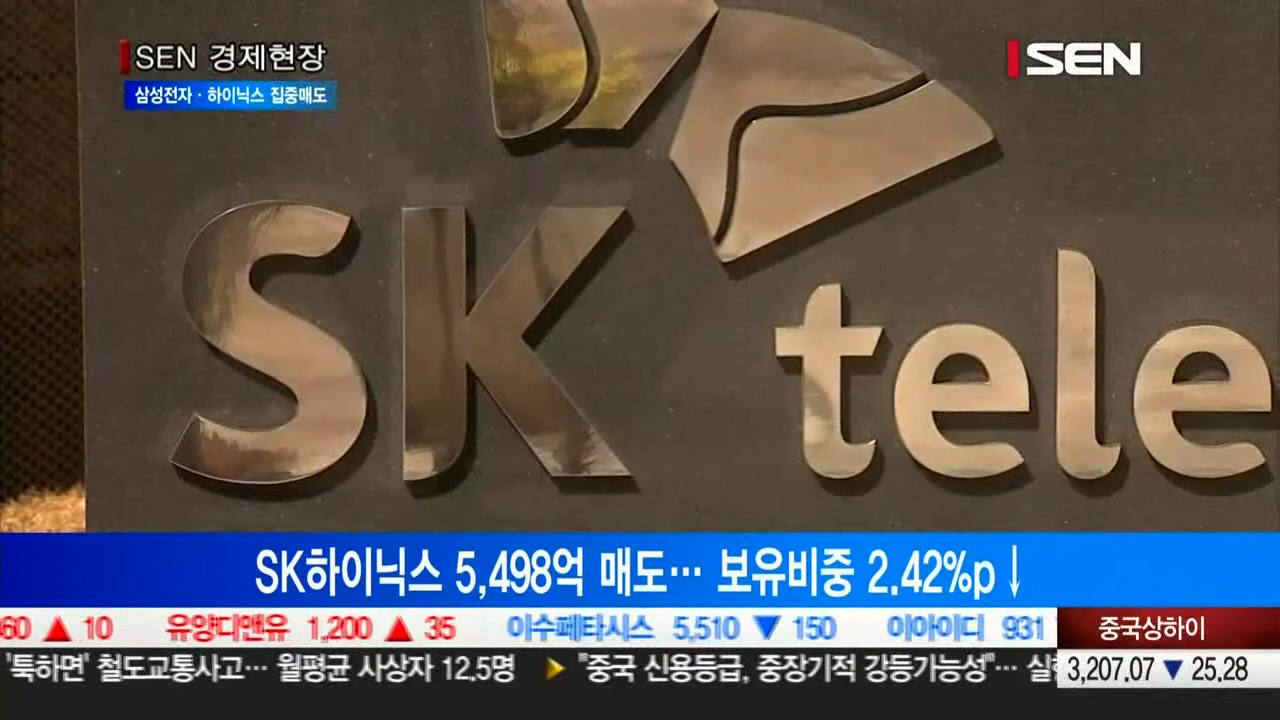 SEN 경제현장
SEN
삼성전자·하이닉스 집중매도
SK tele
SK하이닉스 5,498억 매도… 보유비중 2.42%p↓
60 ▲ 10 유양디앤유 1,200 ▲ 35 이수페타시스 5,510 ▼ 150 이아이디 931
중국상하이
'툭하면' 철도교통사고… 월평균 사상자 12.5명 ▶ "중국 신용등급, 중장기적 강등가능성"…
3,207.07 ▼ 25.28